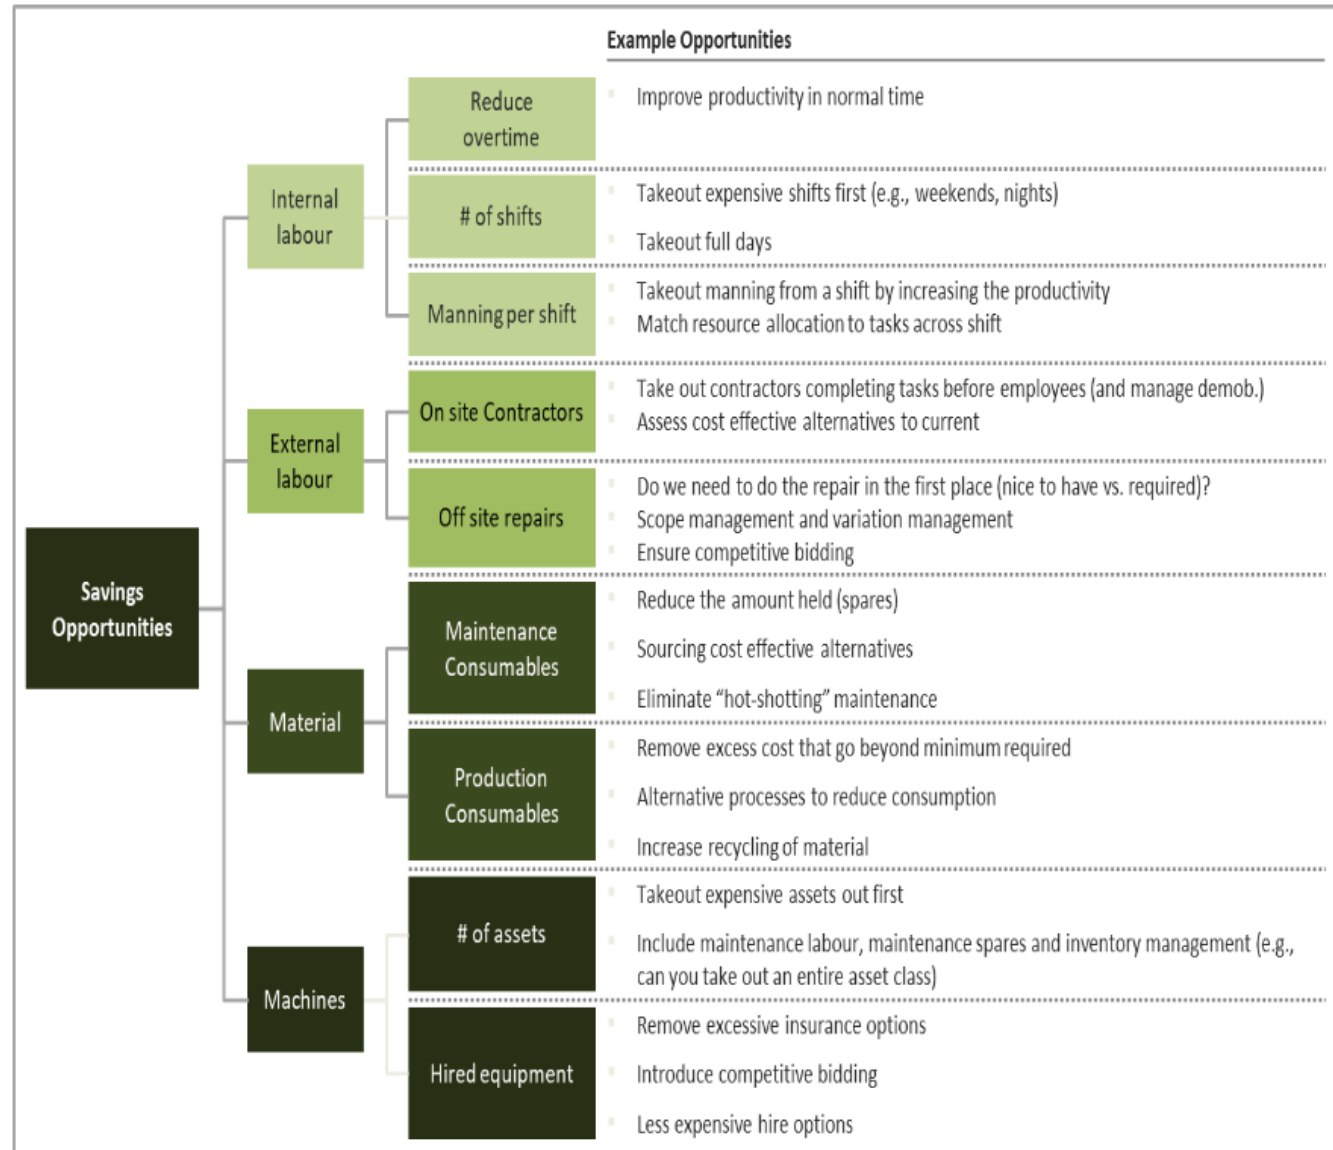 Example Opportunities
Reduce
overtime
Improve productivity in normal time
Internal
labour
# of shifts
Takeout expensive shifts first (e.g., weekends, nights)
Takeout full days
Manning per shift
Takeout manning from a shift by increasing the productivity
Match resource allocation to tasks across shift
External
labour
On site Contractors
Take out contractors completing tasks before employees (and manage demob.)
Assess cost effective alternatives to current
Off site repairs
Do we need to do the repair in the first place (nice to have vs. required)?
Scope management and variation management
Ensure competitive bidding
Savings
Opportunities
Material
Maintenance
Consumables
Reduce the amount held (spares)
Sourcing cost effective alternatives
Eliminate “hot-shotting” maintenance
Production
Consumables
Remove excess cost that go beyond minimum required
Alternative processes to reduce consumption
Increase recycling of material
Machines
# of assets
Takeout expensive assets out first
Include maintenance labour, maintenance spares and inventory management (e.g.,
can you take out an entire asset class)
Hired equipment
Remove excessive insurance options
Introduce competitive bidding
Less expensive hire options